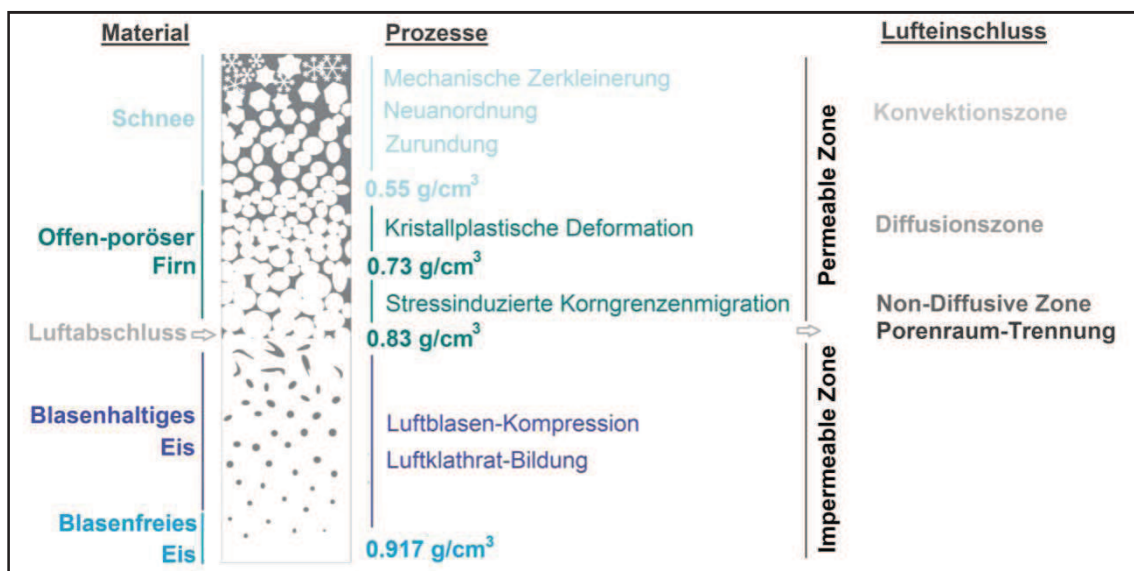 Material
Prozesse
Lufteinschluss
Schnee
Mechanische Zerkleinerung
Neuanordnung
Zurundung
0.55 g/cm³
Konvektionszone
Offen-poröser
Firn
Kristallplastische Deformation
0.73 g/cm³
Stressinduzierte Korngrenzenmigration
0.83 g/cm³
Permeable Zone
Diffusionszone
Non-Diffusive Zone
Porenraum-Trennung
Luftabschluss
Blasenhaltiges
Eis
Luftblasen-Kompression
Luftklathrat-Bildung
Impermeable Zone
Blasenfreies
Eis
0.917 g/cm³